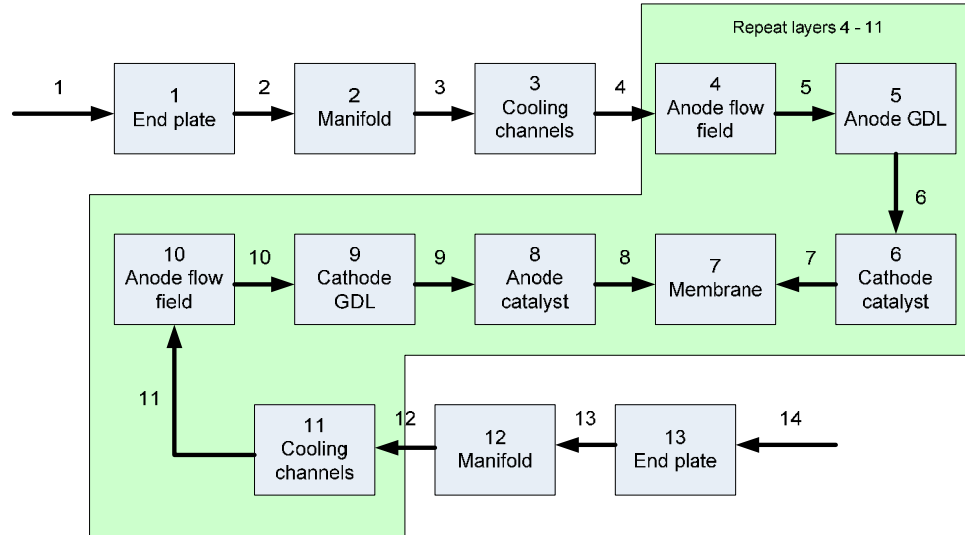 Repeat layers 4 - 11
1
1
End plate
2
2
Manifold
3
3
Cooling
channels
4
4
Anode flow
field
5
5
Anode GDL
6
10
Anode flow
field
10
9
Cathode
GDL
9
8
Anode
catalyst
8
7
Membrane
7
6
Cathode
catalyst
11
11
Cooling
channels
12
12
Manifold
13
13
End plate
14